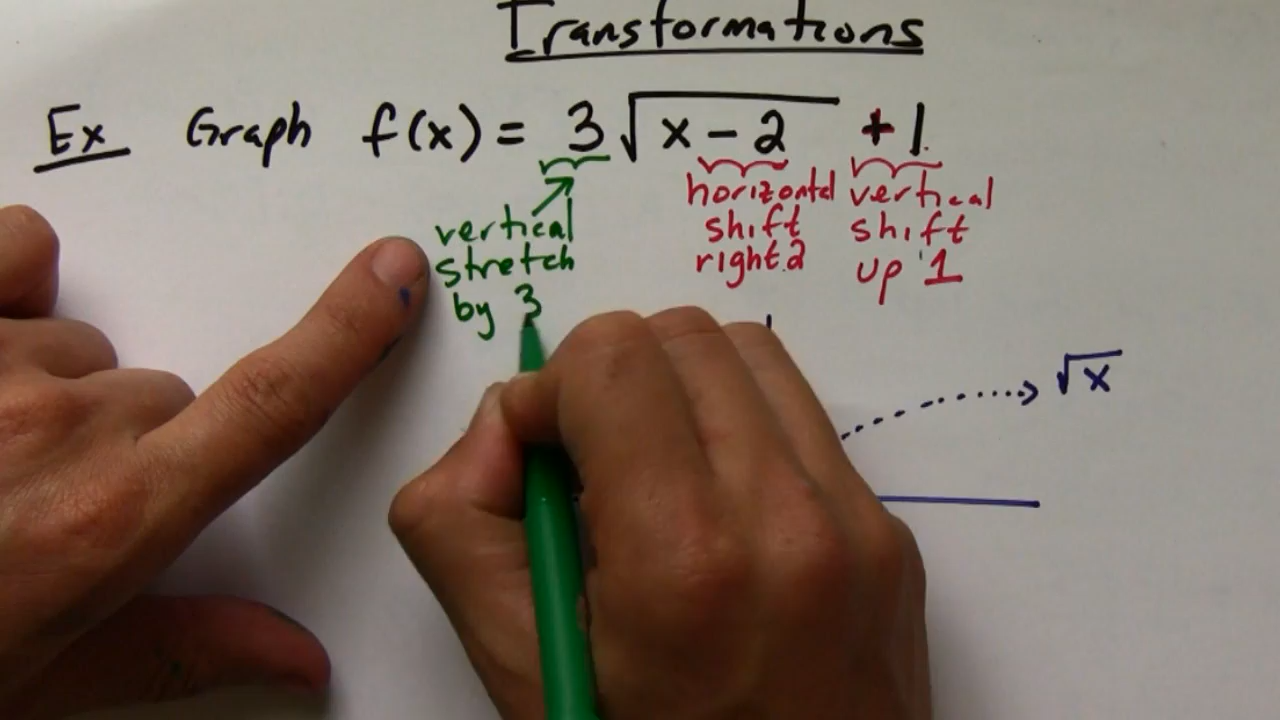 Transformations
Ex Graph f(x) = 3√(x - 2) + 1
vertical
stretch
by 3
horizontal
shift
right 2
vertical
shift
up 1
√x